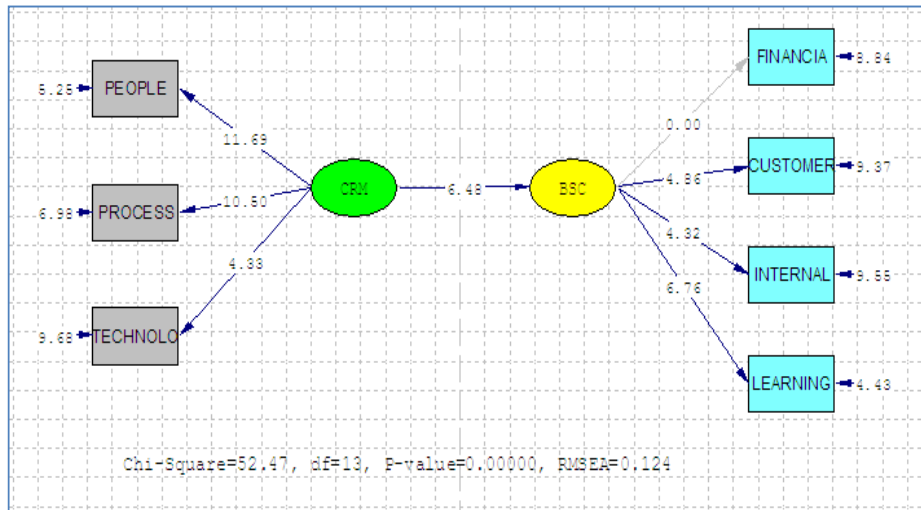 FINANCIA
8.84
5.25
PEOPLE
0.00
11.69
CUSTOMER
9.37
4.86
CRM
6.48
BSC
10.50
6.98
PROCESS
4.32
4.33
INTERNAL
9.55
6.76
9.68
TECHNOLO
LEARNING
4.43
Chi-Square=52.47, df=13, P-value=0.00000, RMSEA=0.124